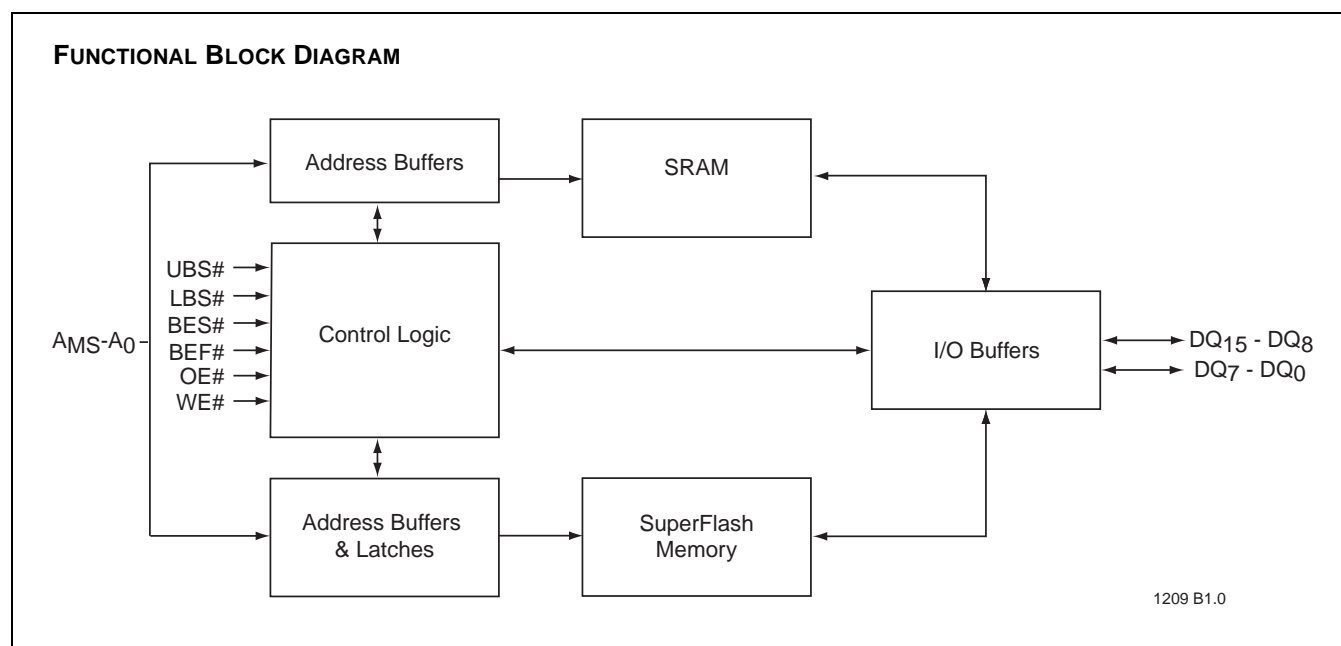 FUNCTIONAL BLOCK DIAGRAM
Address Buffers
SRAM
UBS#
LBS#
BES#
BEF#
OE#
WE#
AMS-A0
Control Logic
I/O Buffers
DQ15 - DQ8
DQ7 - DQ0
Address Buffers
& Latches
SuperFlash
Memory
1209 B1.0